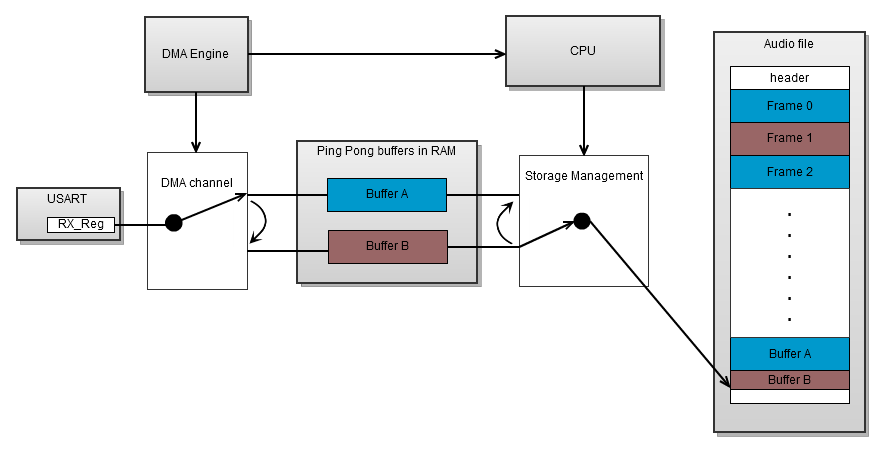 DMA Engine
CPU
Audio file
header
Frame 0
Frame 1
Frame 2
Ping Pong buffers in RAM
DMA channel
Storage Management
USART
RX_Reg
Buffer A
Buffer B
Buffer A
Buffer B